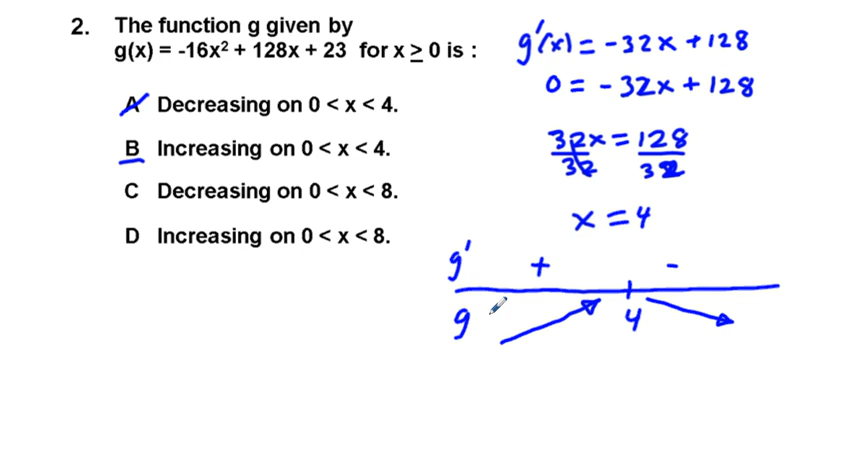 2. The function g given by
g(x) = -16x² + 128x + 23 for x ≥ 0 is :
A Decreasing on 0 < x < 4.
B Increasing on 0 < x < 4.
C Decreasing on 0 < x < 8.
D Increasing on 0 < x < 8.
g'(x) = -32x + 128
0 = -32x + 128
32x = 128
32 32
x = 4
g' + -
g 4